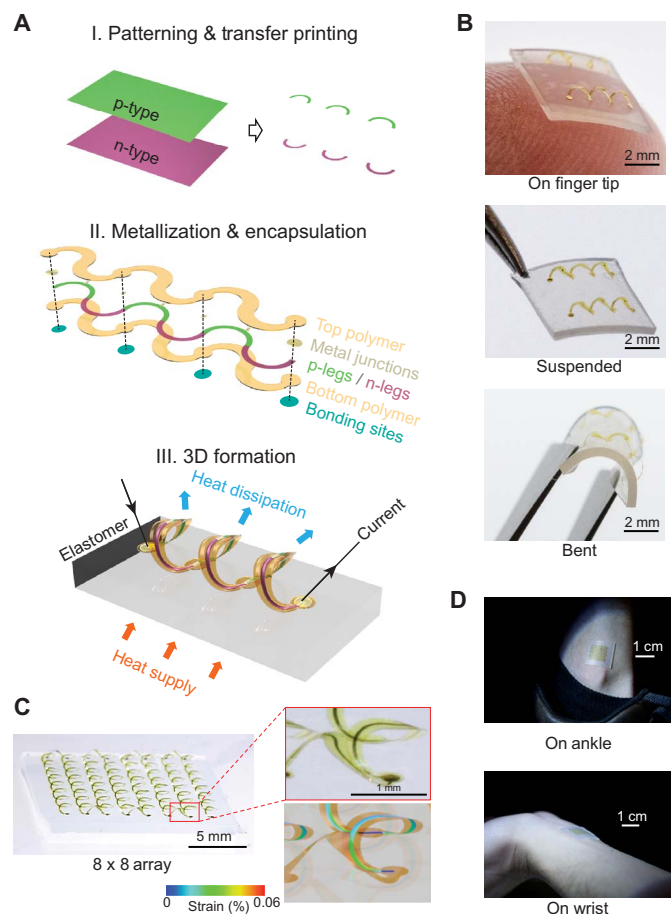 A
I. Patterning & transfer printing
p-type
n-type
II. Metallization & encapsulation
Top polymer
Metal junctions
p-legs / n-legs
Bottom polymer
Bonding sites
III. 3D formation
Heat dissipation
Elastomer
Current
Heat supply
B
2 mm
On finger tip
2 mm
Suspended
2 mm
Bent
C
5 mm
8 x 8 array
1 mm
0
0.06
Strain (%)
D
1 cm
On ankle
1 cm
On wrist